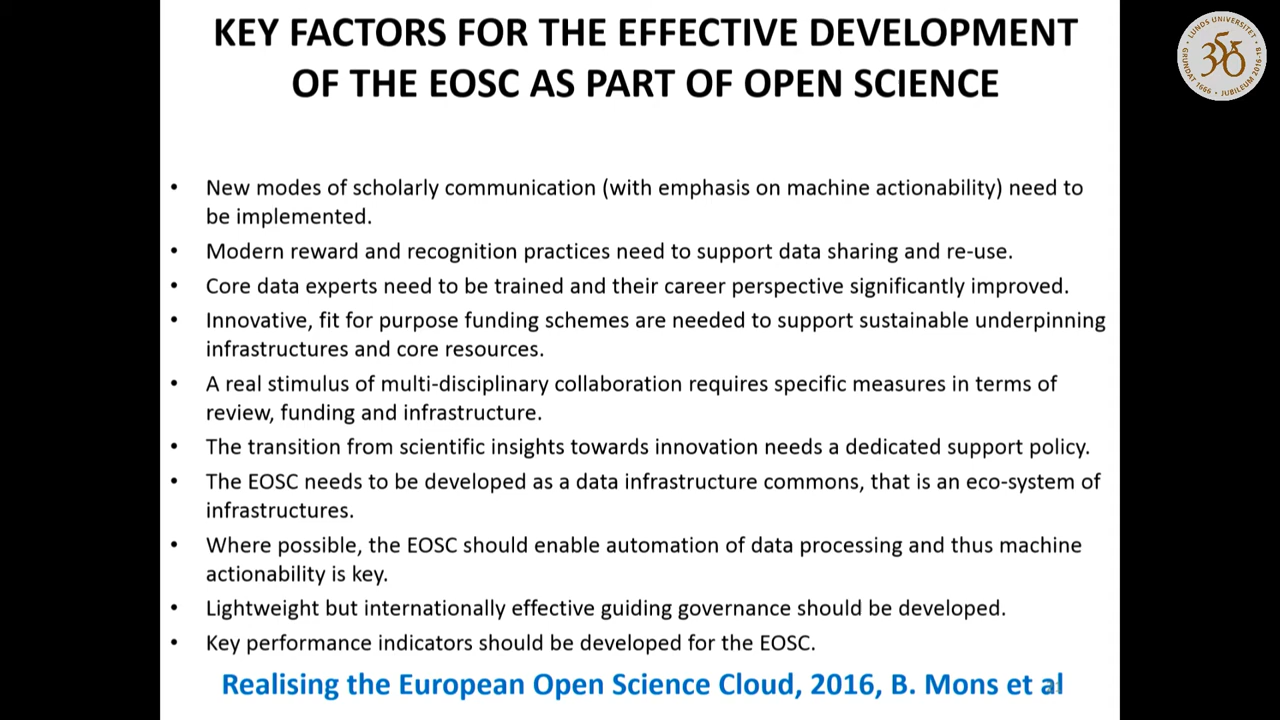 KEY FACTORS FOR THE EFFECTIVE DEVELOPMENT
OF THE EOSC AS PART OF OPEN SCIENCE
LUNDS UNIVERSITET
350
GRUNDAT 1666 • JUBILEUM 2016-18
• New modes of scholarly communication (with emphasis on machine actionability) need to
be implemented.
• Modern reward and recognition practices need to support data sharing and re-use.
• Core data experts need to be trained and their career perspective significantly improved.
• Innovative, fit for purpose funding schemes are needed to support sustainable underpinning
infrastructures and core resources.
• A real stimulus of multi-disciplinary collaboration requires specific measures in terms of
review, funding and infrastructure.
• The transition from scientific insights towards innovation needs a dedicated support policy.
• The EOSC needs to be developed as a data infrastructure commons, that is an eco-system of
infrastructures.
• Where possible, the EOSC should enable automation of data processing and thus machine
actionability is key.
• Lightweight but internationally effective guiding governance should be developed.
• Key performance indicators should be developed for the EOSC.
Realising the European Open Science Cloud, 2016, B. Mons et al